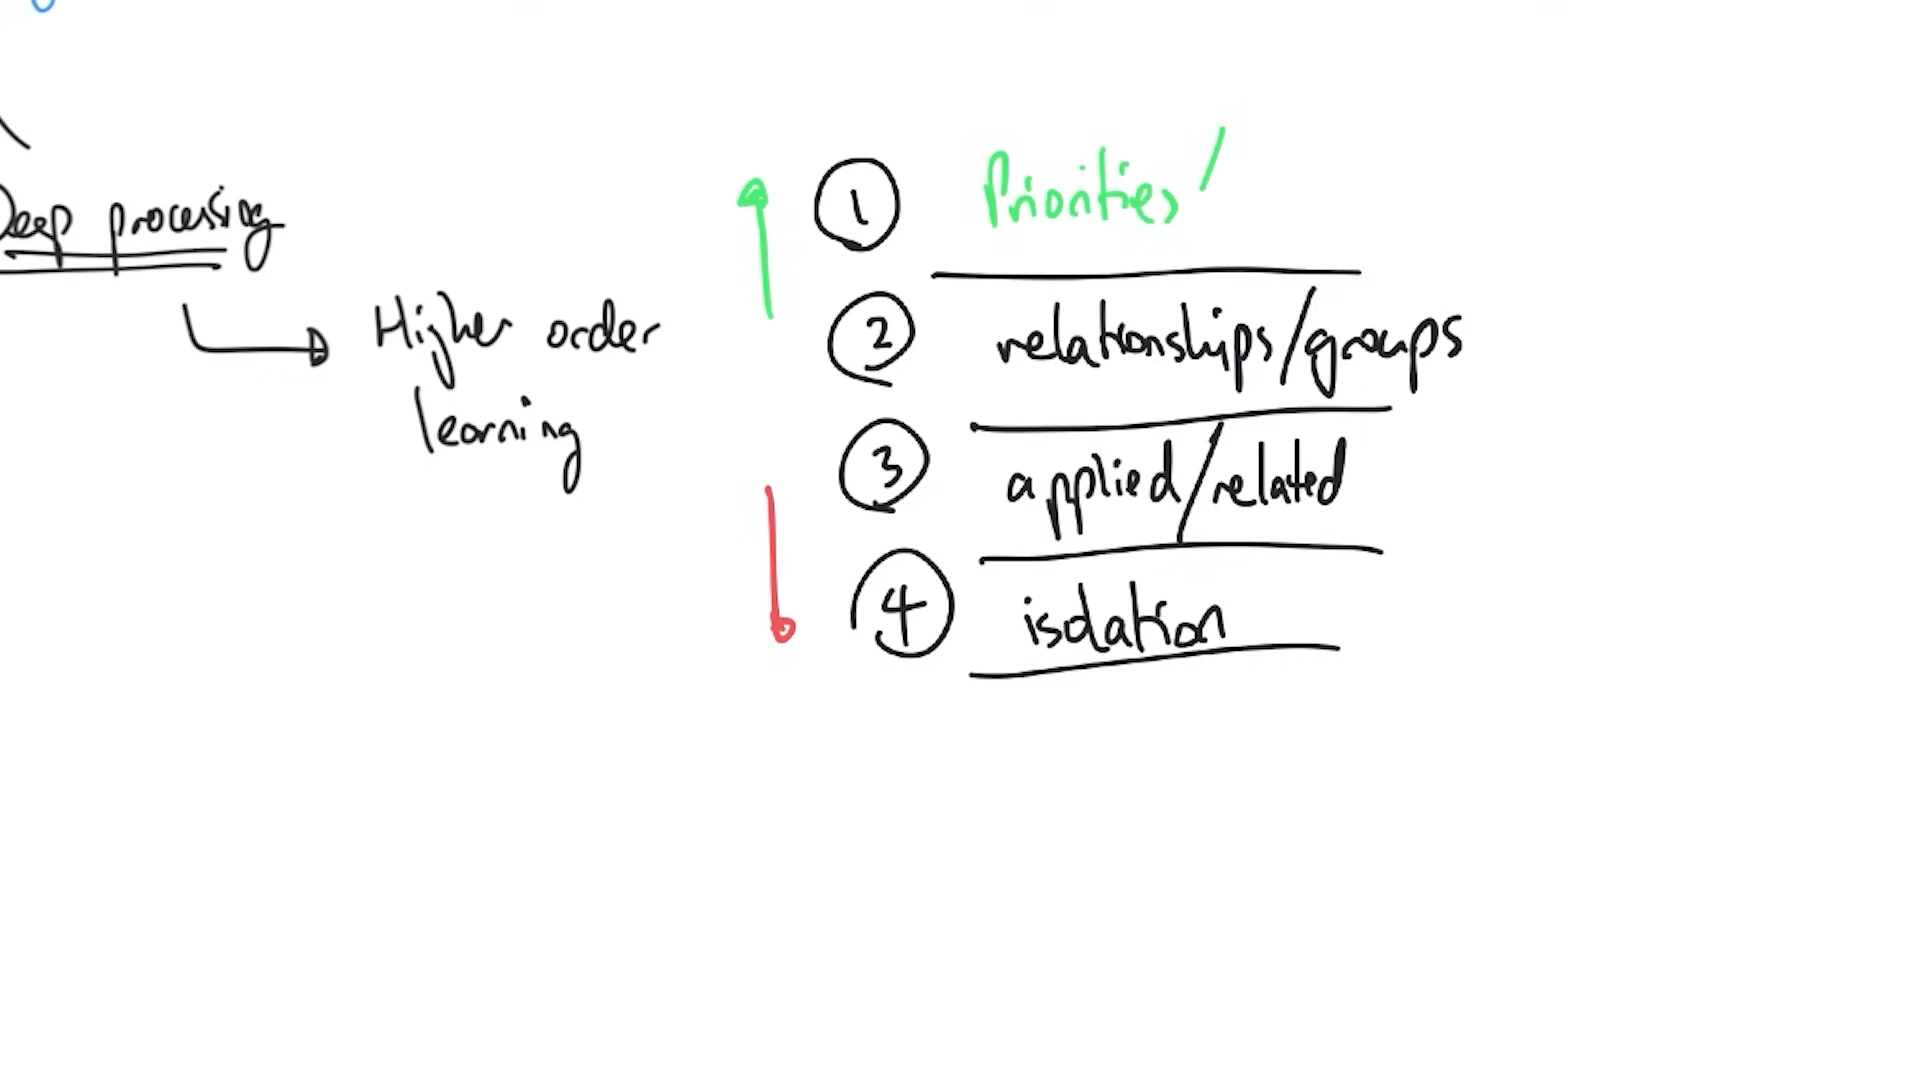 Deep processing
Higher order
learning
1 Priorities /
2 relationships/groups
3 applied/related
4 isolation